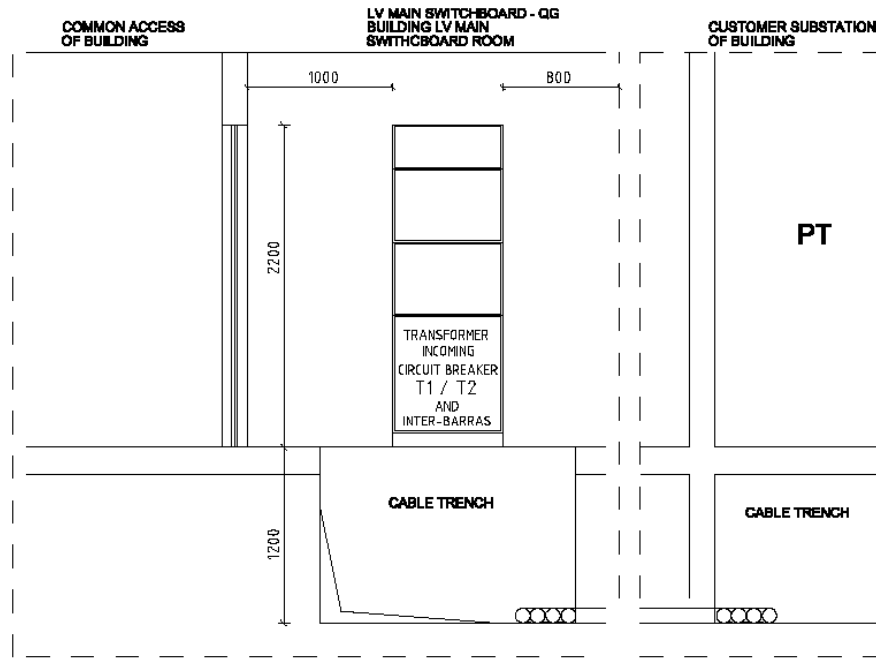 COMMON ACCESS
OF BUILDING
LV MAIN SWITCHBOARD - QG
BUILDING LV MAIN
SWITHCBOARD ROOM
CUSTOMER SUBSTATION
OF BUILDING
1000
800
2200
PT
TRANSFORMER
INCOMING
CIRCUIT BREAKER
T1 / T2
AND
INTER-BARRAS
1200
CABLE TRENCH
CABLE TRENCH